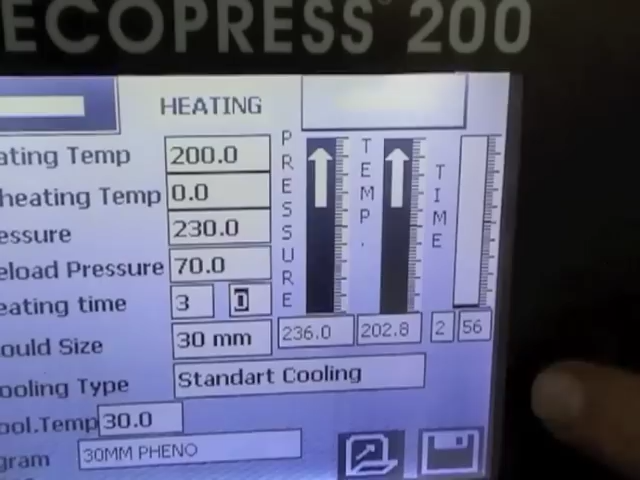 ECOPRESS® 200
HEATING
ating Temp 200.0
heating Temp 0.0
essure 230.0
eload Pressure 70.0
eating time 3 0
ould Size 30 mm
ooling Type Standart Cooling
ool.Temp 30.0
gram 30MM PHENO
PRESSURE
236.0
TEMP.
202.8
TIME
2 56